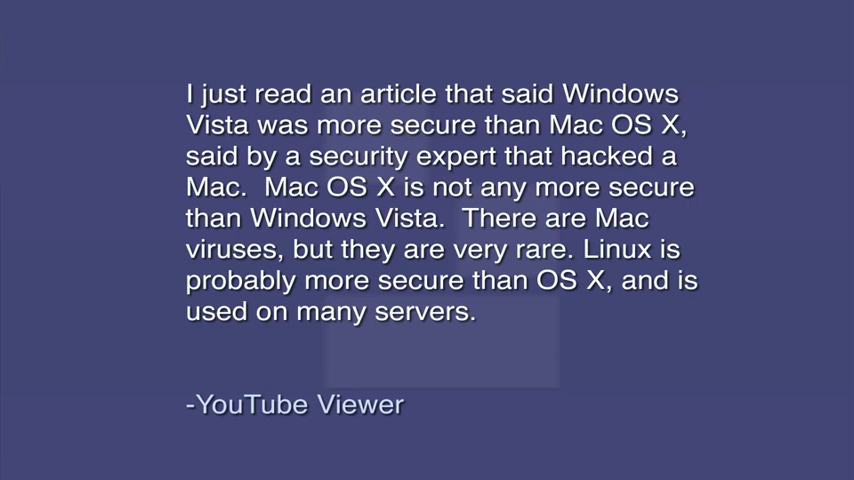 I just read an article that said Windows
Vista was more secure than Mac OS X,
said by a security expert that hacked a
Mac.  Mac OS X is not any more secure
than Windows Vista.  There are Mac
viruses, but they are very rare. Linux is
probably more secure than OS X, and is
used on many servers.
-YouTube Viewer